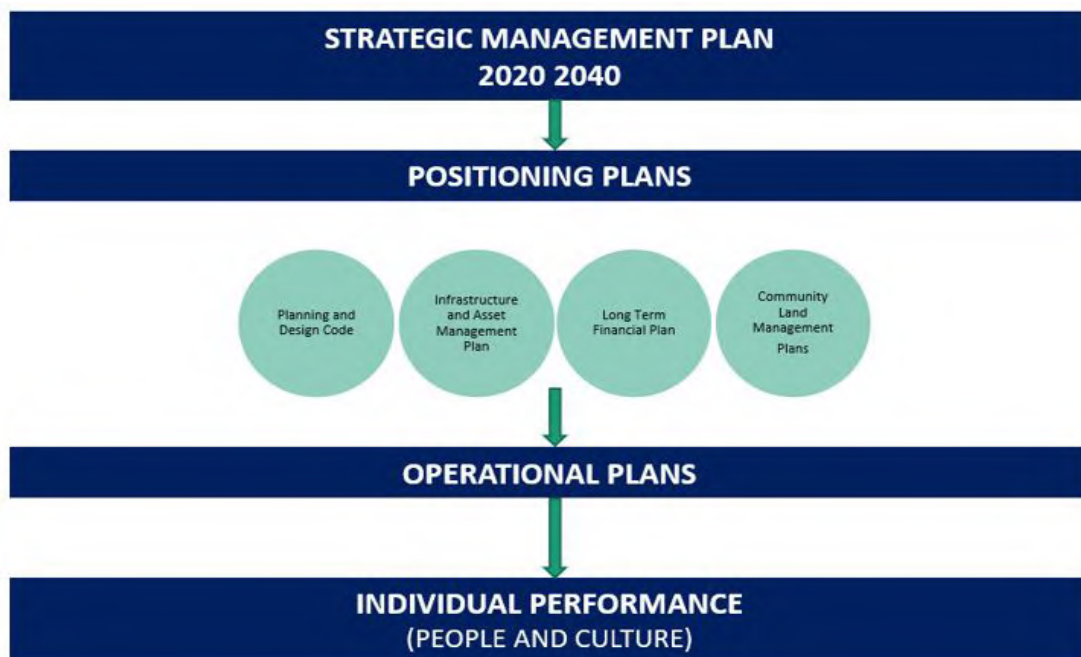 STRATEGIC MANAGEMENT PLAN
2020 2040
POSITIONING PLANS
Planning and
Design Code
Infrastructure
and Asset
Management
Plan
Long Term
Financial Plan
Community
Land
Management
Plans
OPERATIONAL PLANS
INDIVIDUAL PERFORMANCE
(PEOPLE AND CULTURE)